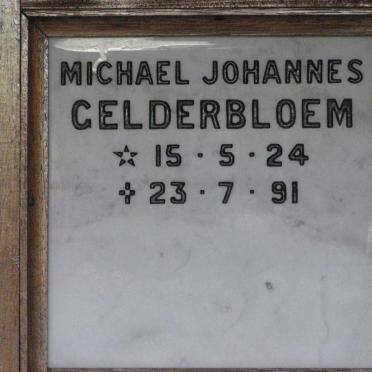 MICHAEL JOHANNES
GELDERBLOEM
☆ 15 · 5 · 24
✞ 23 · 7 · 91